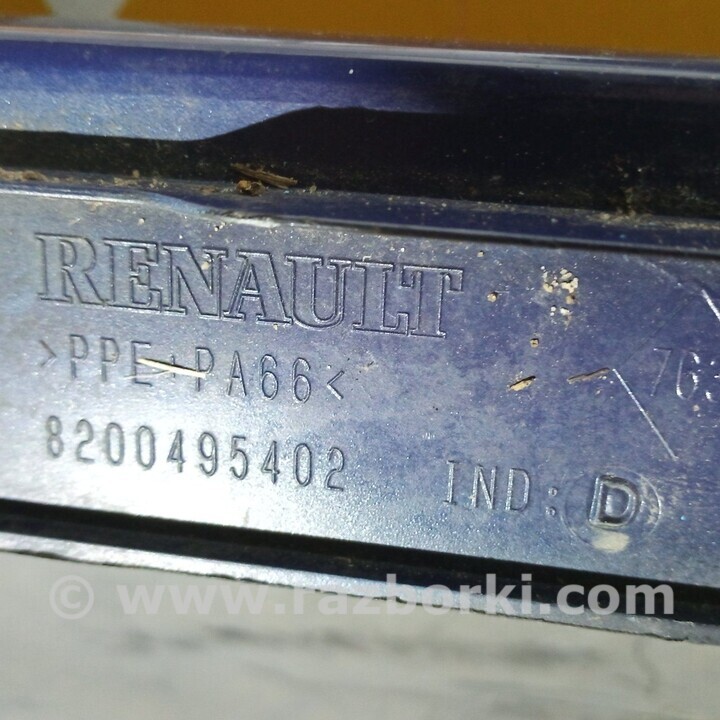 RENAULT
>PPE+PA66<
8200495402 IND: D
© www.razborki.com